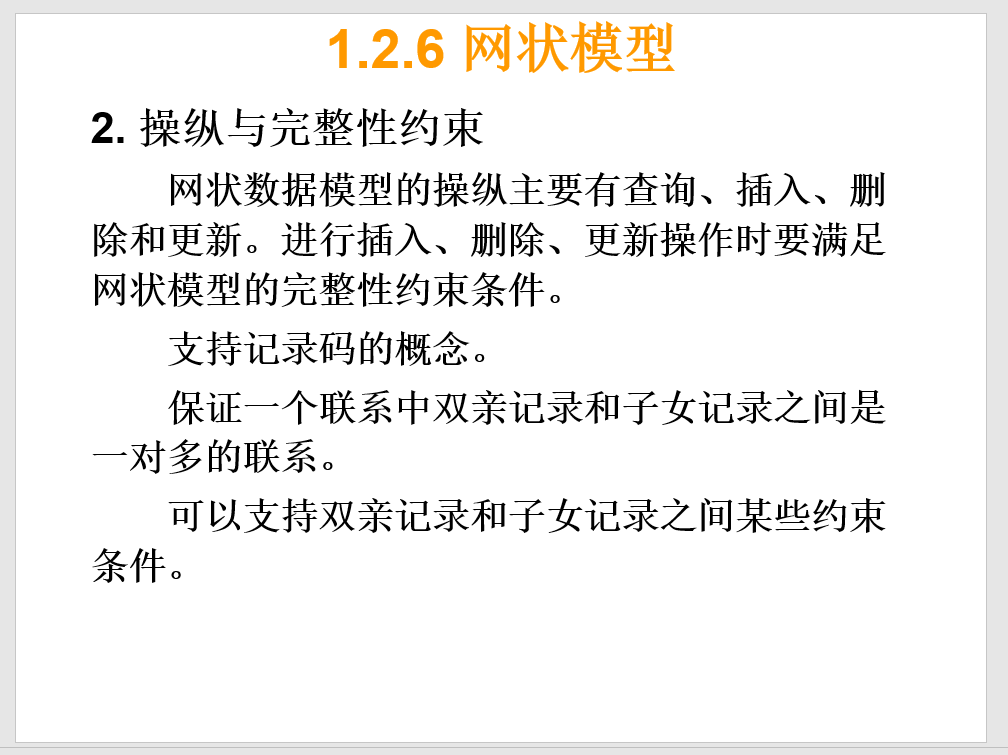 1.2.6 网状模型
2. 操纵与完整性约束
网状数据模型的操纵主要有查询、插入、删
除和更新。进行插入、删除、更新操作时要满足
网状模型的完整性约束条件。
支持记录码的概念。
保证一个联系中双亲记录和子女记录之间是
一对多的联系。
可以支持双亲记录和子女记录之间某些约束
条件。